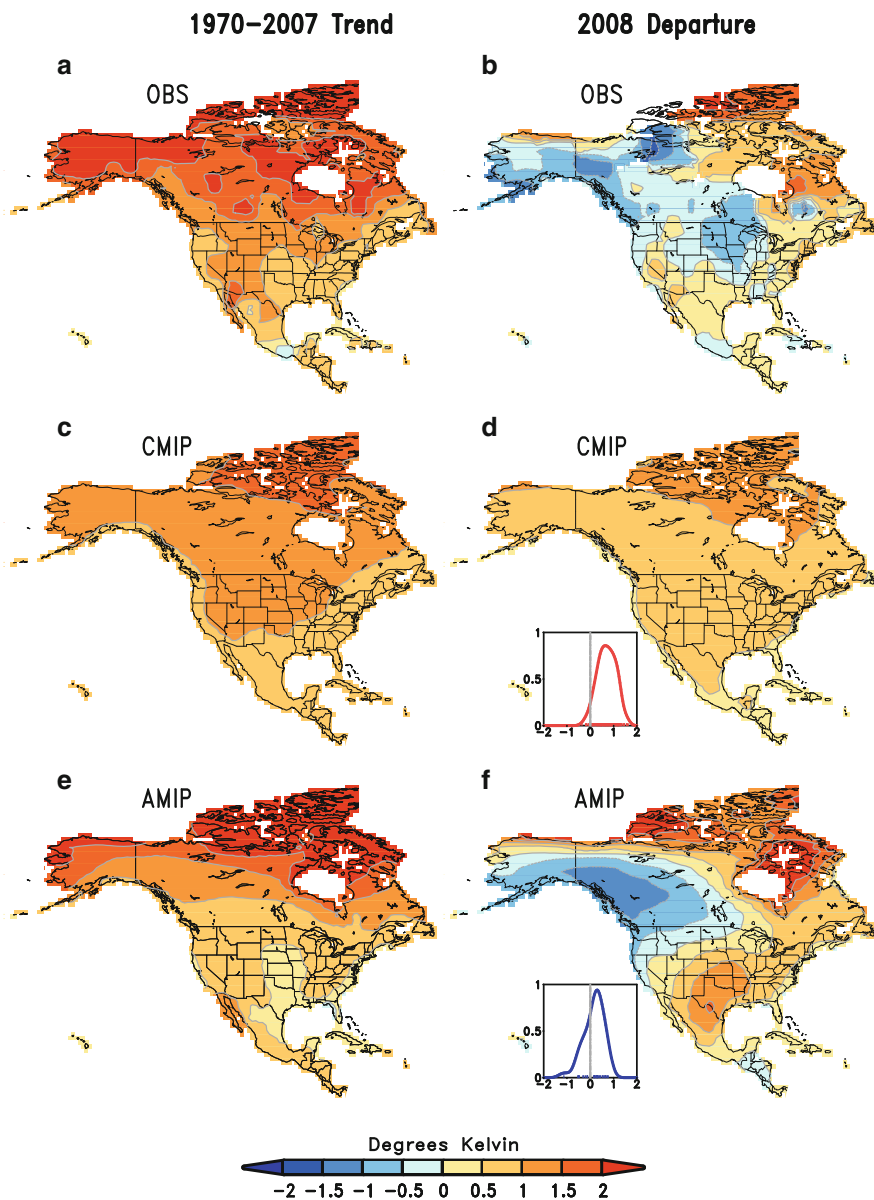 1970–2007 Trend
2008 Departure
a
OBS
b
OBS
c
CMIP
d
CMIP
1
0.5
0
-2 -1 0 1 2
e
AMIP
f
AMIP
1
0.5
0
-2 -1 0 1 2
Degrees Kelvin
-2 -1.5 -1 -0.5 0 0.5 1 1.5 2